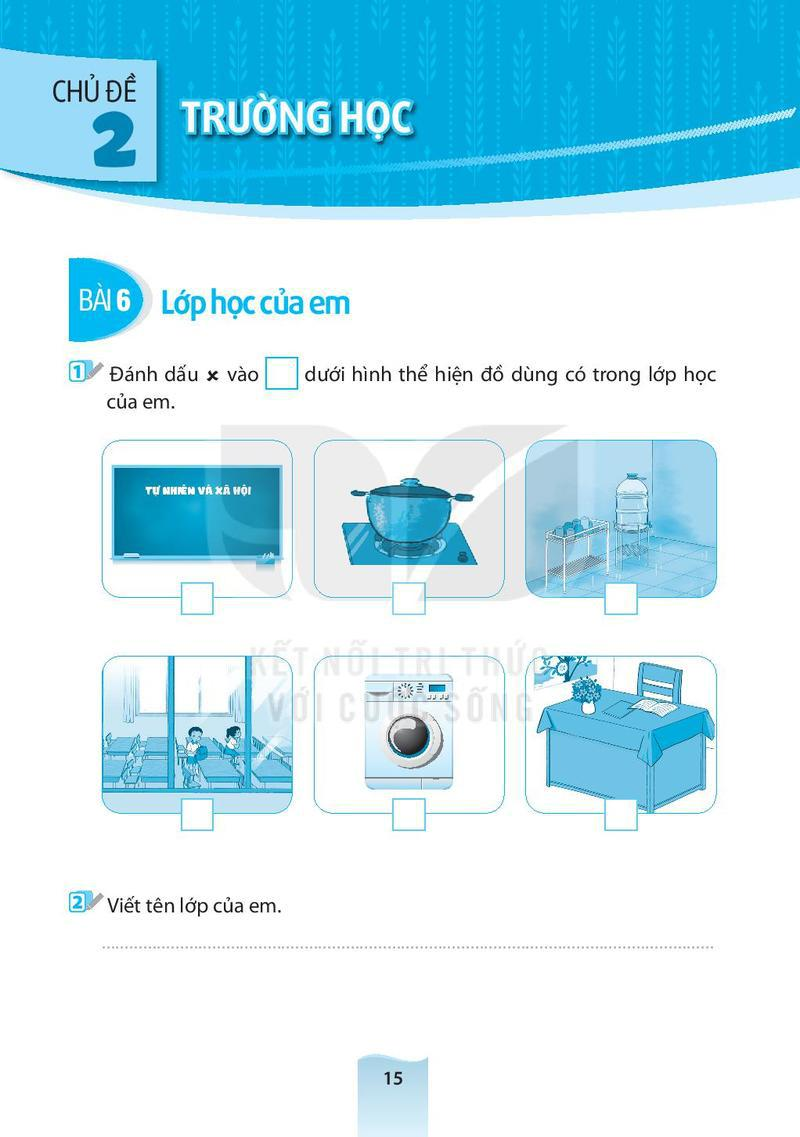 CHỦ ĐỀ
2
TRƯỜNG HỌC
BÀI 6
Lớp học của em
1 Đánh dấu × vào dưới hình thể hiện đồ dùng có trong lớp học
của em.
TỰ NHIÊN VÀ XÃ HỘI
KẾT NỐI TRI THỨC
VỚI CUỘC SỐNG
2 Viết tên lớp của em.
15